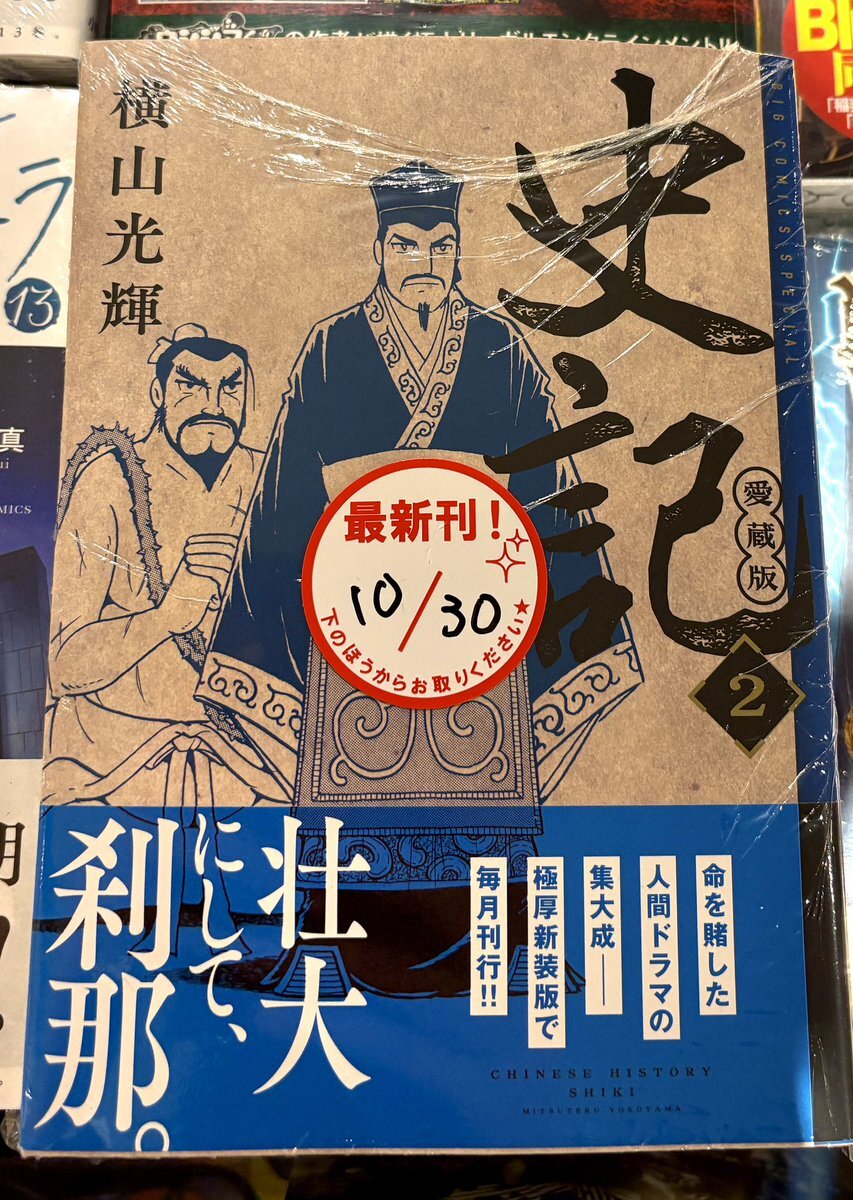 横山光輝
史記
愛蔵版
2
BIG COMICS SPECIAL
最新刊！
10/30
下のほうからお取りください★
壮大
にして、
刹那。
命を賭した
人間ドラマの
集大成――
極厚新装版で
毎月刊行!!
CHINESE HISTORY
SHIKI
MITSUTERU YOKOYAMA
13
真